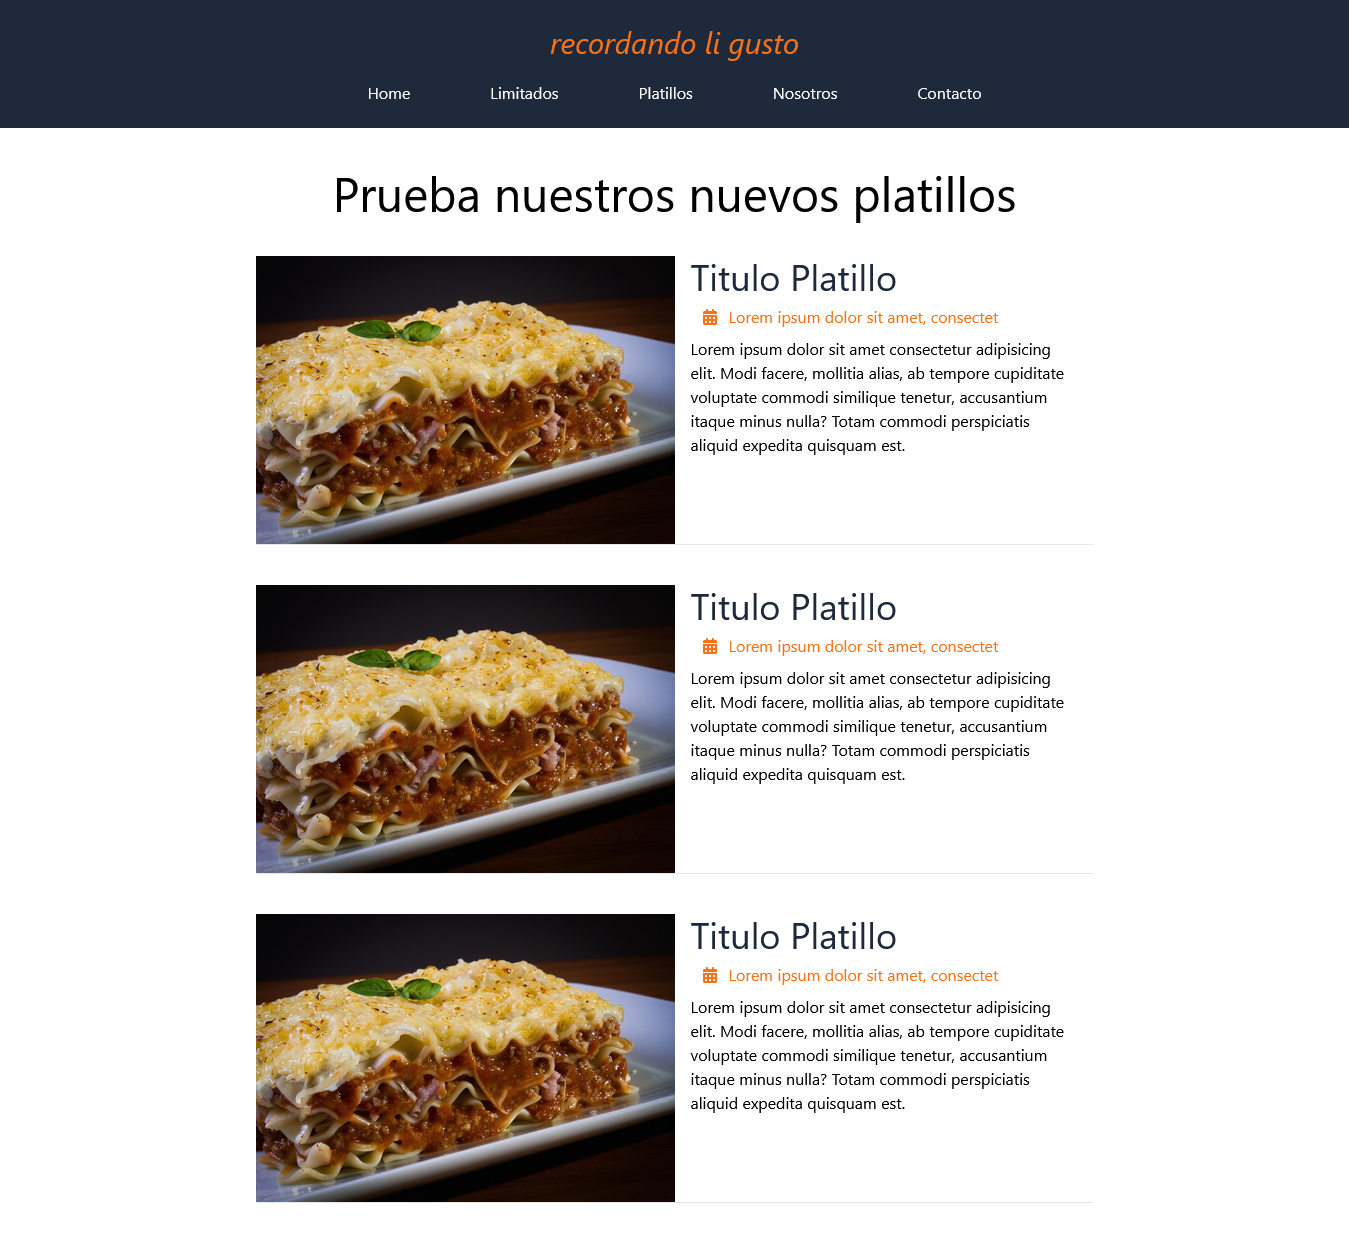 recordando li gusto
Home Limitados Platillos Nosotros Contacto
Prueba nuestros nuevos platillos
Titulo Platillo
Lorem ipsum dolor sit amet, consectet
Lorem ipsum dolor sit amet consectetur adipisicing
elit. Modi facere, mollitia alias, ab tempore cupiditate
voluptate commodi similique tenetur, accusantium
itaque minus nulla? Totam commodi perspiciatis
aliquid expedita quisquam est.
Titulo Platillo
Lorem ipsum dolor sit amet, consectet
Lorem ipsum dolor sit amet consectetur adipisicing
elit. Modi facere, mollitia alias, ab tempore cupiditate
voluptate commodi similique tenetur, accusantium
itaque minus nulla? Totam commodi perspiciatis
aliquid expedita quisquam est.
Titulo Platillo
Lorem ipsum dolor sit amet, consectet
Lorem ipsum dolor sit amet consectetur adipisicing
elit. Modi facere, mollitia alias, ab tempore cupiditate
voluptate commodi similique tenetur, accusantium
itaque minus nulla? Totam commodi perspiciatis
aliquid expedita quisquam est.